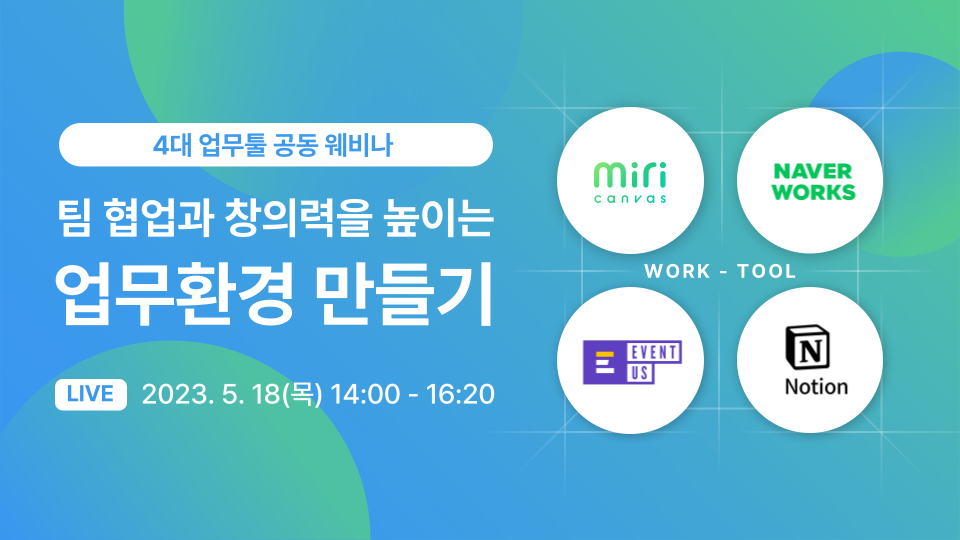 4대 업무툴 공동 웨비나
팀 협업과 창의력을 높이는
업무환경 만들기
LIVE 2023. 5. 18(목) 14:00 - 16:20
miri
canvas
NAVER
WORKS
WORK - TOOL
E EVENT
US
N
Notion